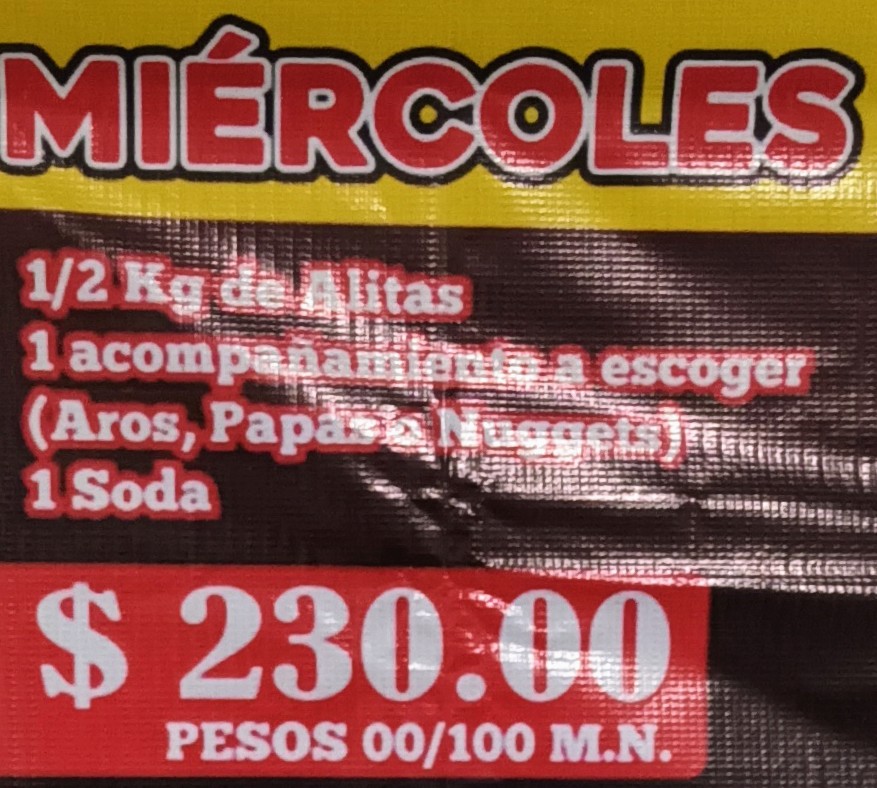 MIÉRCOLES
1/2 Kg de Alitas
1 acompañamiento a escoger
(Aros, Papas o Nuggets)
1 Soda
$ 230.00
PESOS 00/100 M.N.